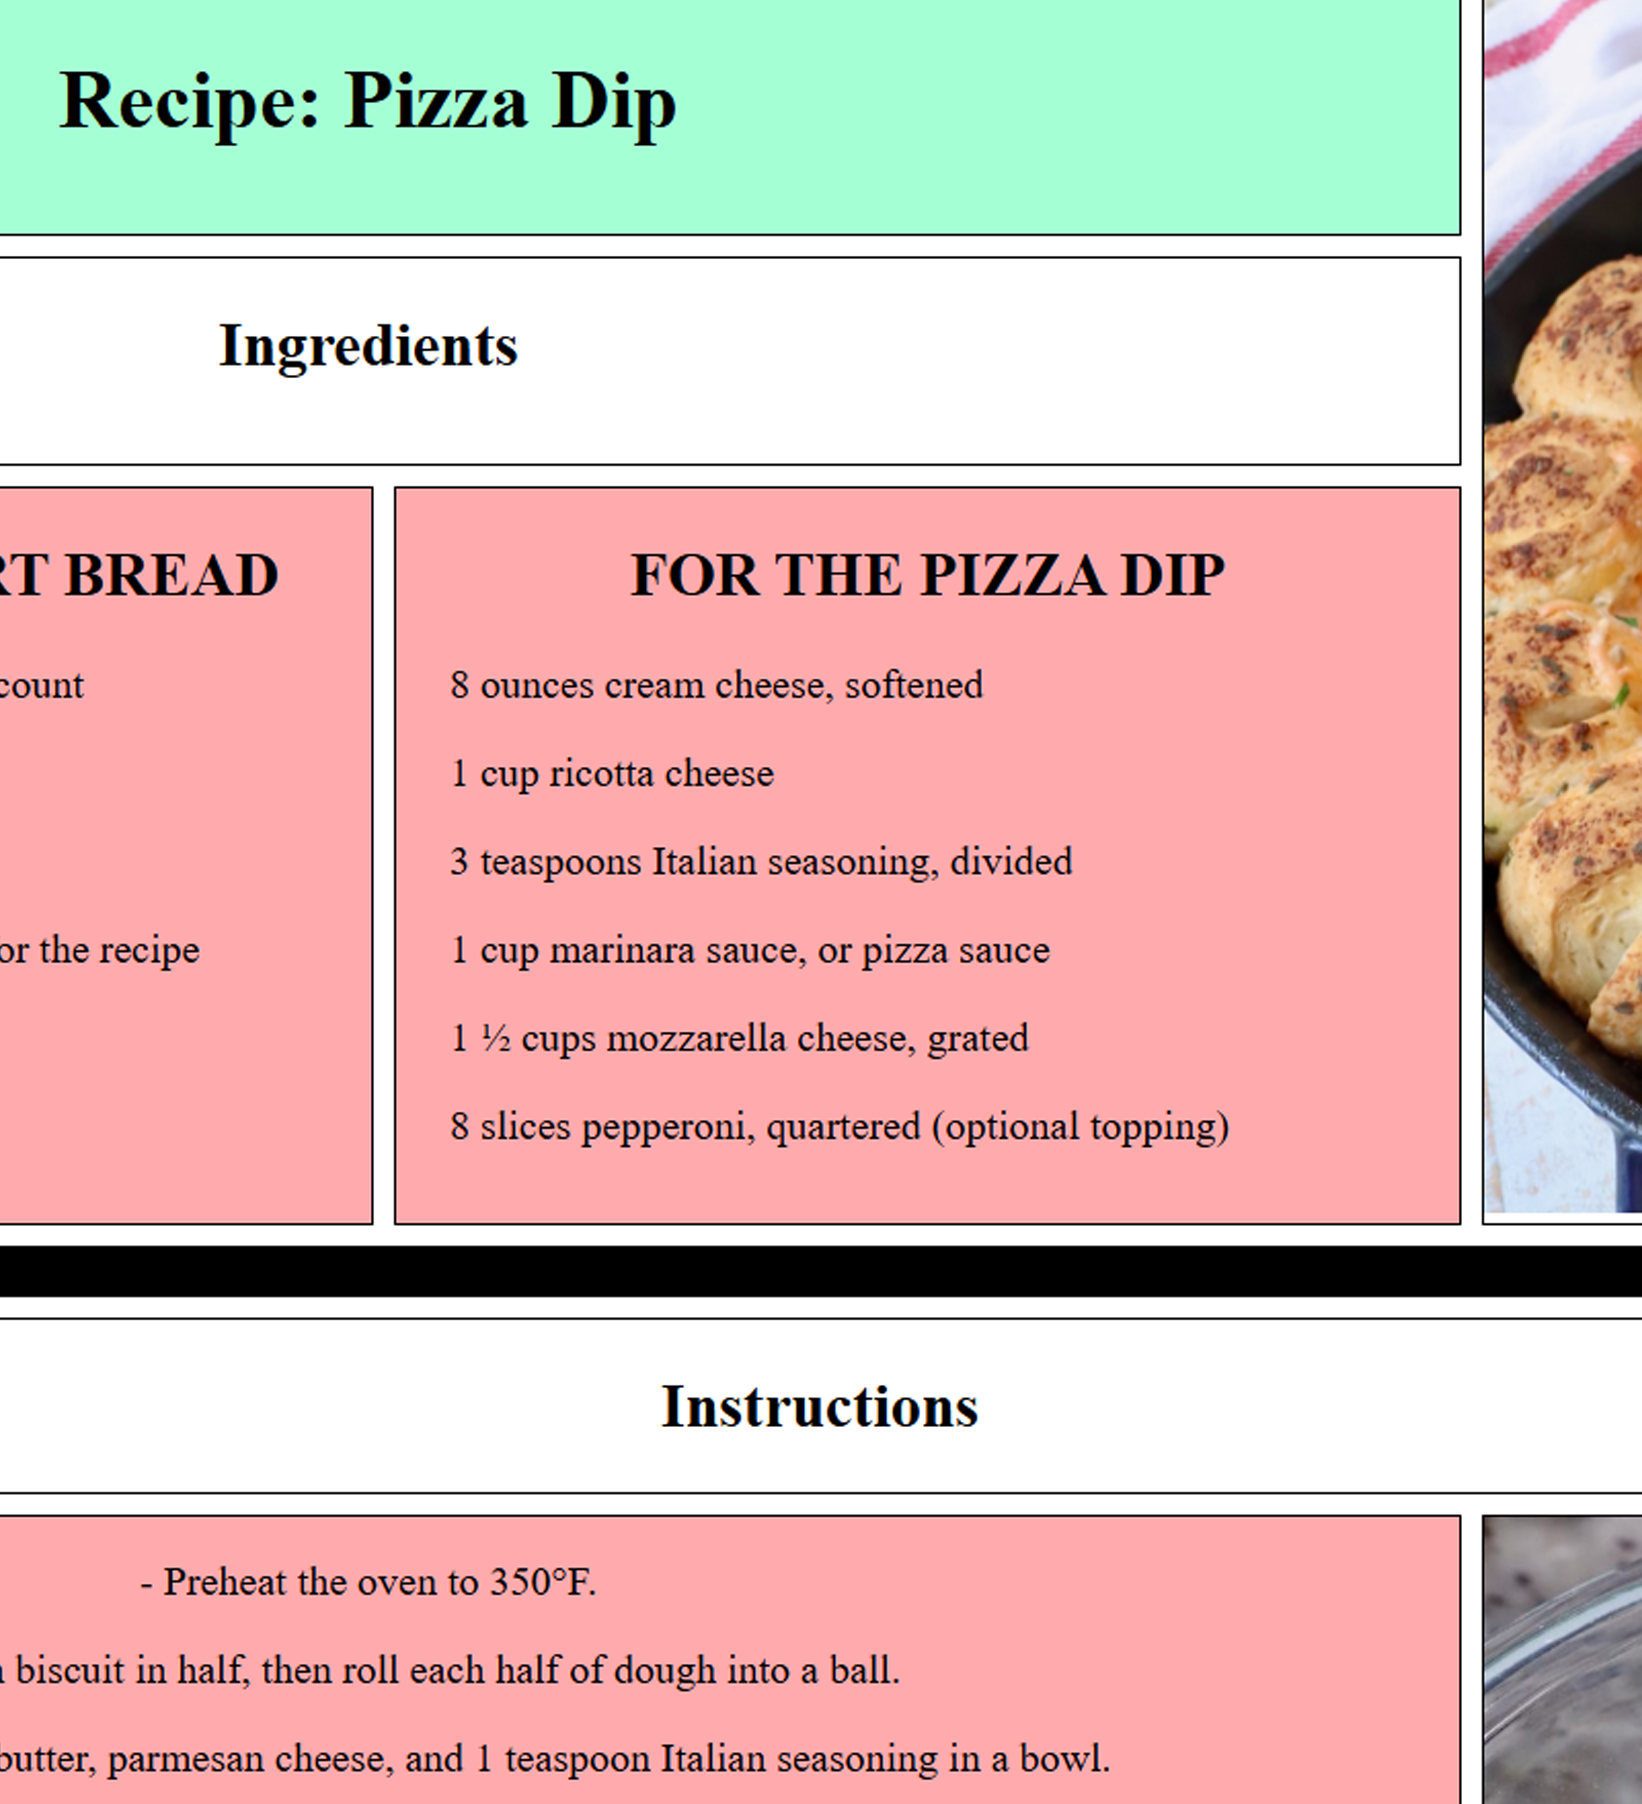 Recipe: Pizza Dip
Ingredients
RT BREAD
count
or the recipe
FOR THE PIZZA DIP
8 ounces cream cheese, softened
1 cup ricotta cheese
3 teaspoons Italian seasoning, divided
1 cup marinara sauce, or pizza sauce
1 ½ cups mozzarella cheese, grated
8 slices pepperoni, quartered (optional topping)
Instructions
- Preheat the oven to 350°F.
biscuit in half, then roll each half of dough into a ball.
butter, parmesan cheese, and 1 teaspoon Italian seasoning in a bowl.